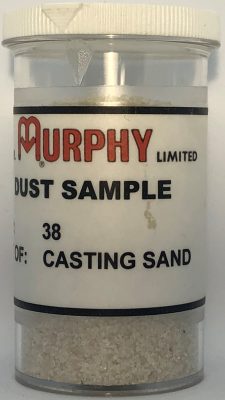 MURPHY LIMITED
DUST SAMPLE
38
OF: CASTING SAND